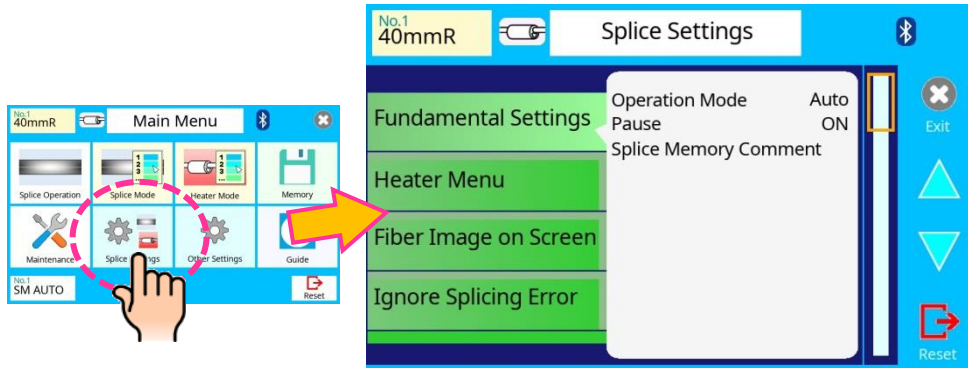 No.1
40mmR
Main Menu
Splice Operation
Splice Mode
Heater Mode
Memory
Maintenance
Splice
Other Settings
Guide
No.1
SM AUTO
Reset
No.1
40mmR
Splice Settings
Fundamental Settings
Heater Menu
Fiber Image on Screen
Ignore Splicing Error
Operation Mode Auto
Pause ON
Splice Memory Comment
Exit
Reset